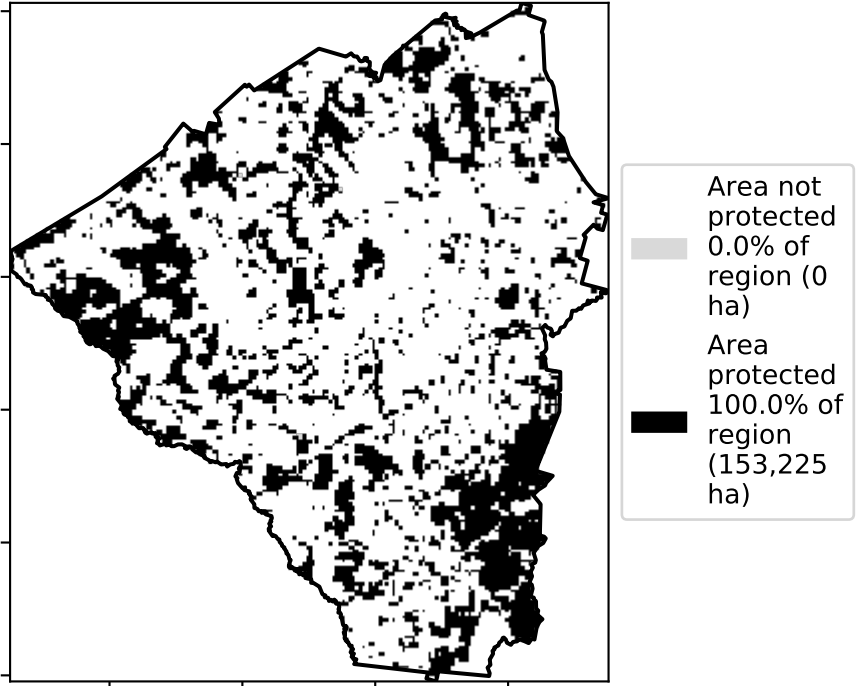 Area not
protected
0.0% of
region (0
ha)
Area
protected
100.0% of
region
(153,225
ha)